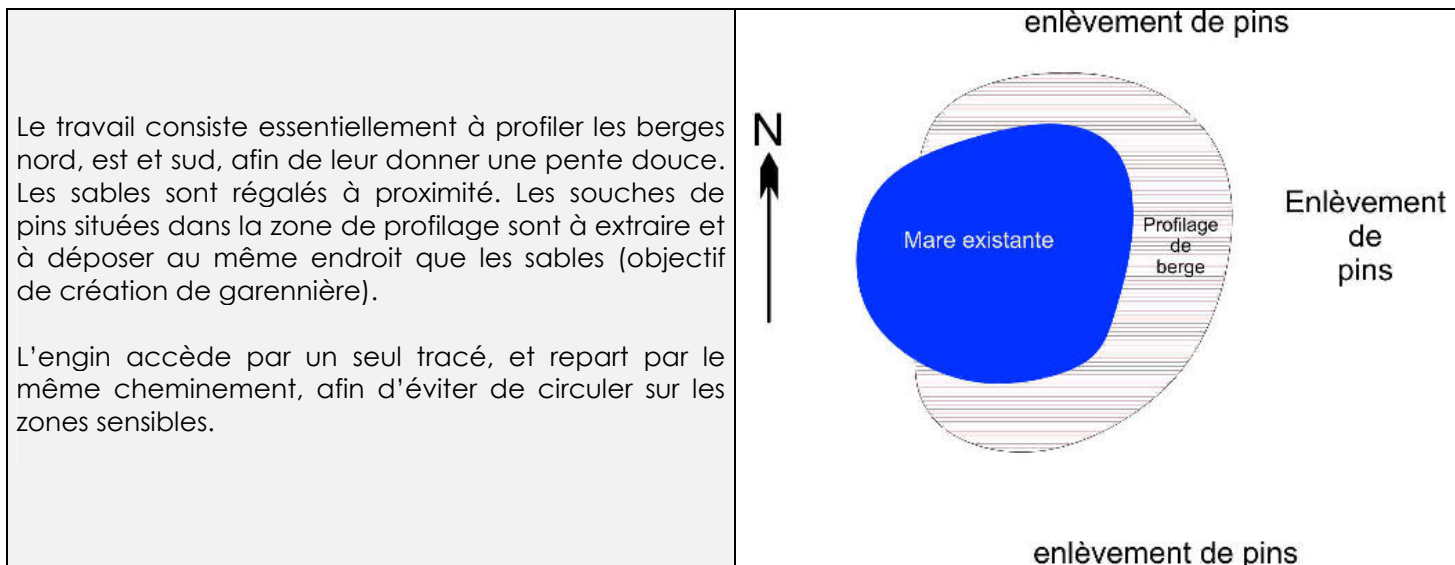 Le travail consiste essentiellement à profiler les berges
nord, est et sud, afin de leur donner une pente douce.
Les sables sont régalés à proximité. Les souches de
pins situées dans la zone de profilage sont à extraire et
à déposer au même endroit que les sables (objectif
de création de garennière).
L'engin accède par un seul tracé, et repart par le
même cheminement, afin d'éviter de circuler sur les
zones sensibles.
enlèvement de pins
N
Mare existante
Profilage
de
berge
Enlèvement
de
pins
enlèvement de pins